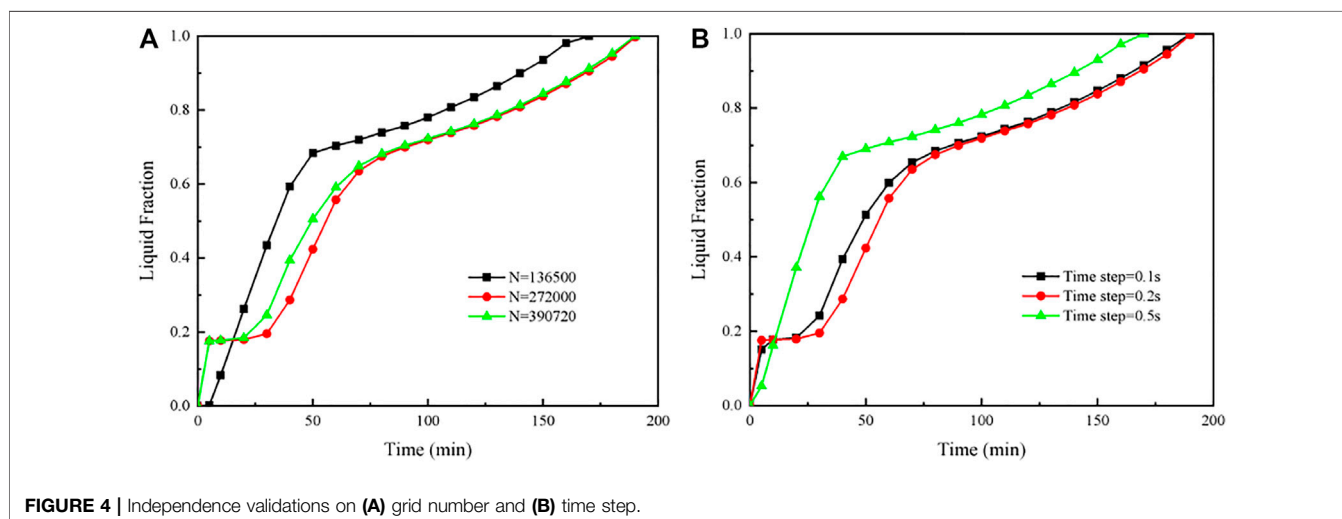 A
1.0
0.8
0.6
0.4
0.2
0.0
Liquid Fraction
N=136500
N=272000
N=390720
0 50 100 150 200
Time (min)
B
1.0
0.8
0.6
0.4
0.2
0.0
Liquid Fraction
Time step=0.1s
Time step=0.2s
Time step=0.5s
0 50 100 150 200
Time (min)
FIGURE 4 | Independence validations on (A) grid number and (B) time step.